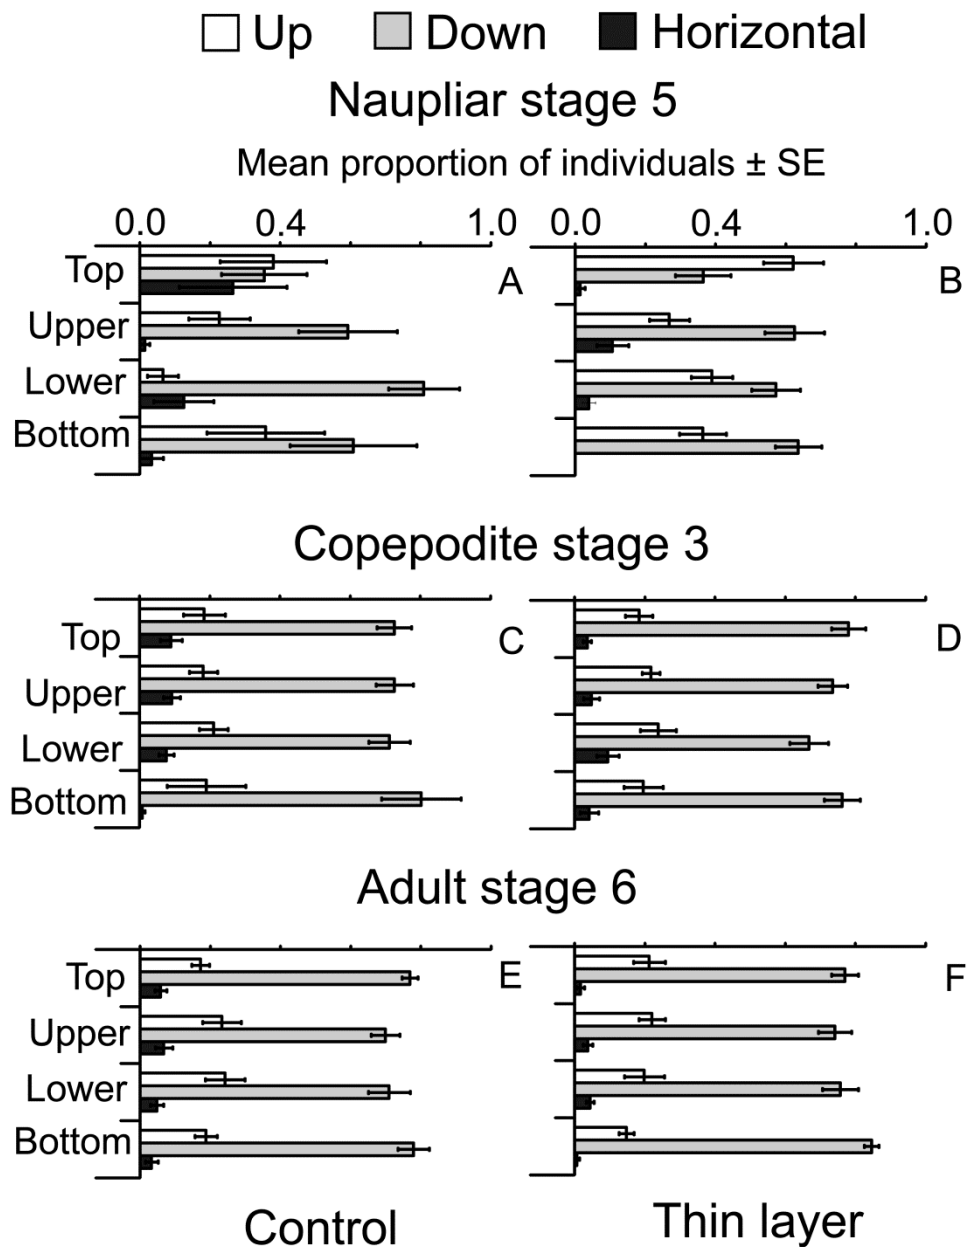 Up Down Horizontal
Naupliar stage 5
Mean proportion of individuals ± SE
0.0 0.4 1.0 0.0 0.4 1.0
Top A B
Upper
Lower
Bottom
Copepodite stage 3
Top C D
Upper
Lower
Bottom
Adult stage 6
Top E F
Upper
Lower
Bottom
Control Thin layer